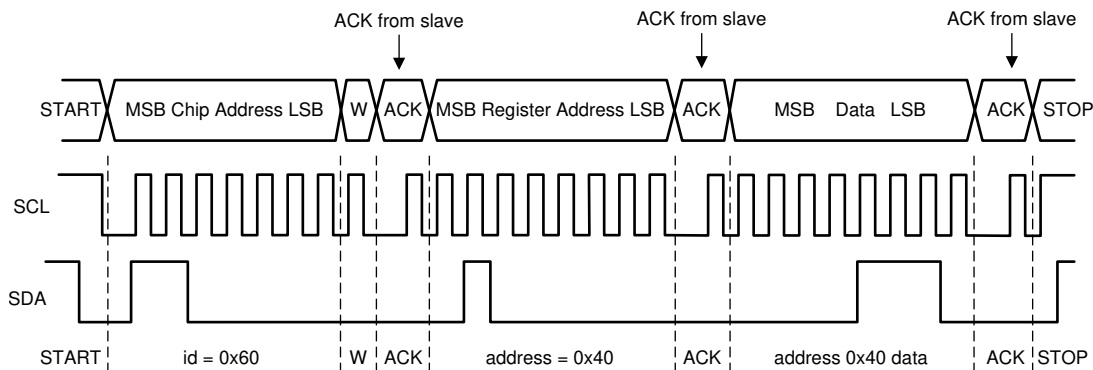 ACK from slave ACK from slave ACK from slave
START MSB Chip Address LSB W ACK MSB Register Address LSB ACK MSB Data LSB ACK STOP
SCL
SDA
START id = 0x60 W ACK address = 0x40 ACK address 0x40 data ACK STOP